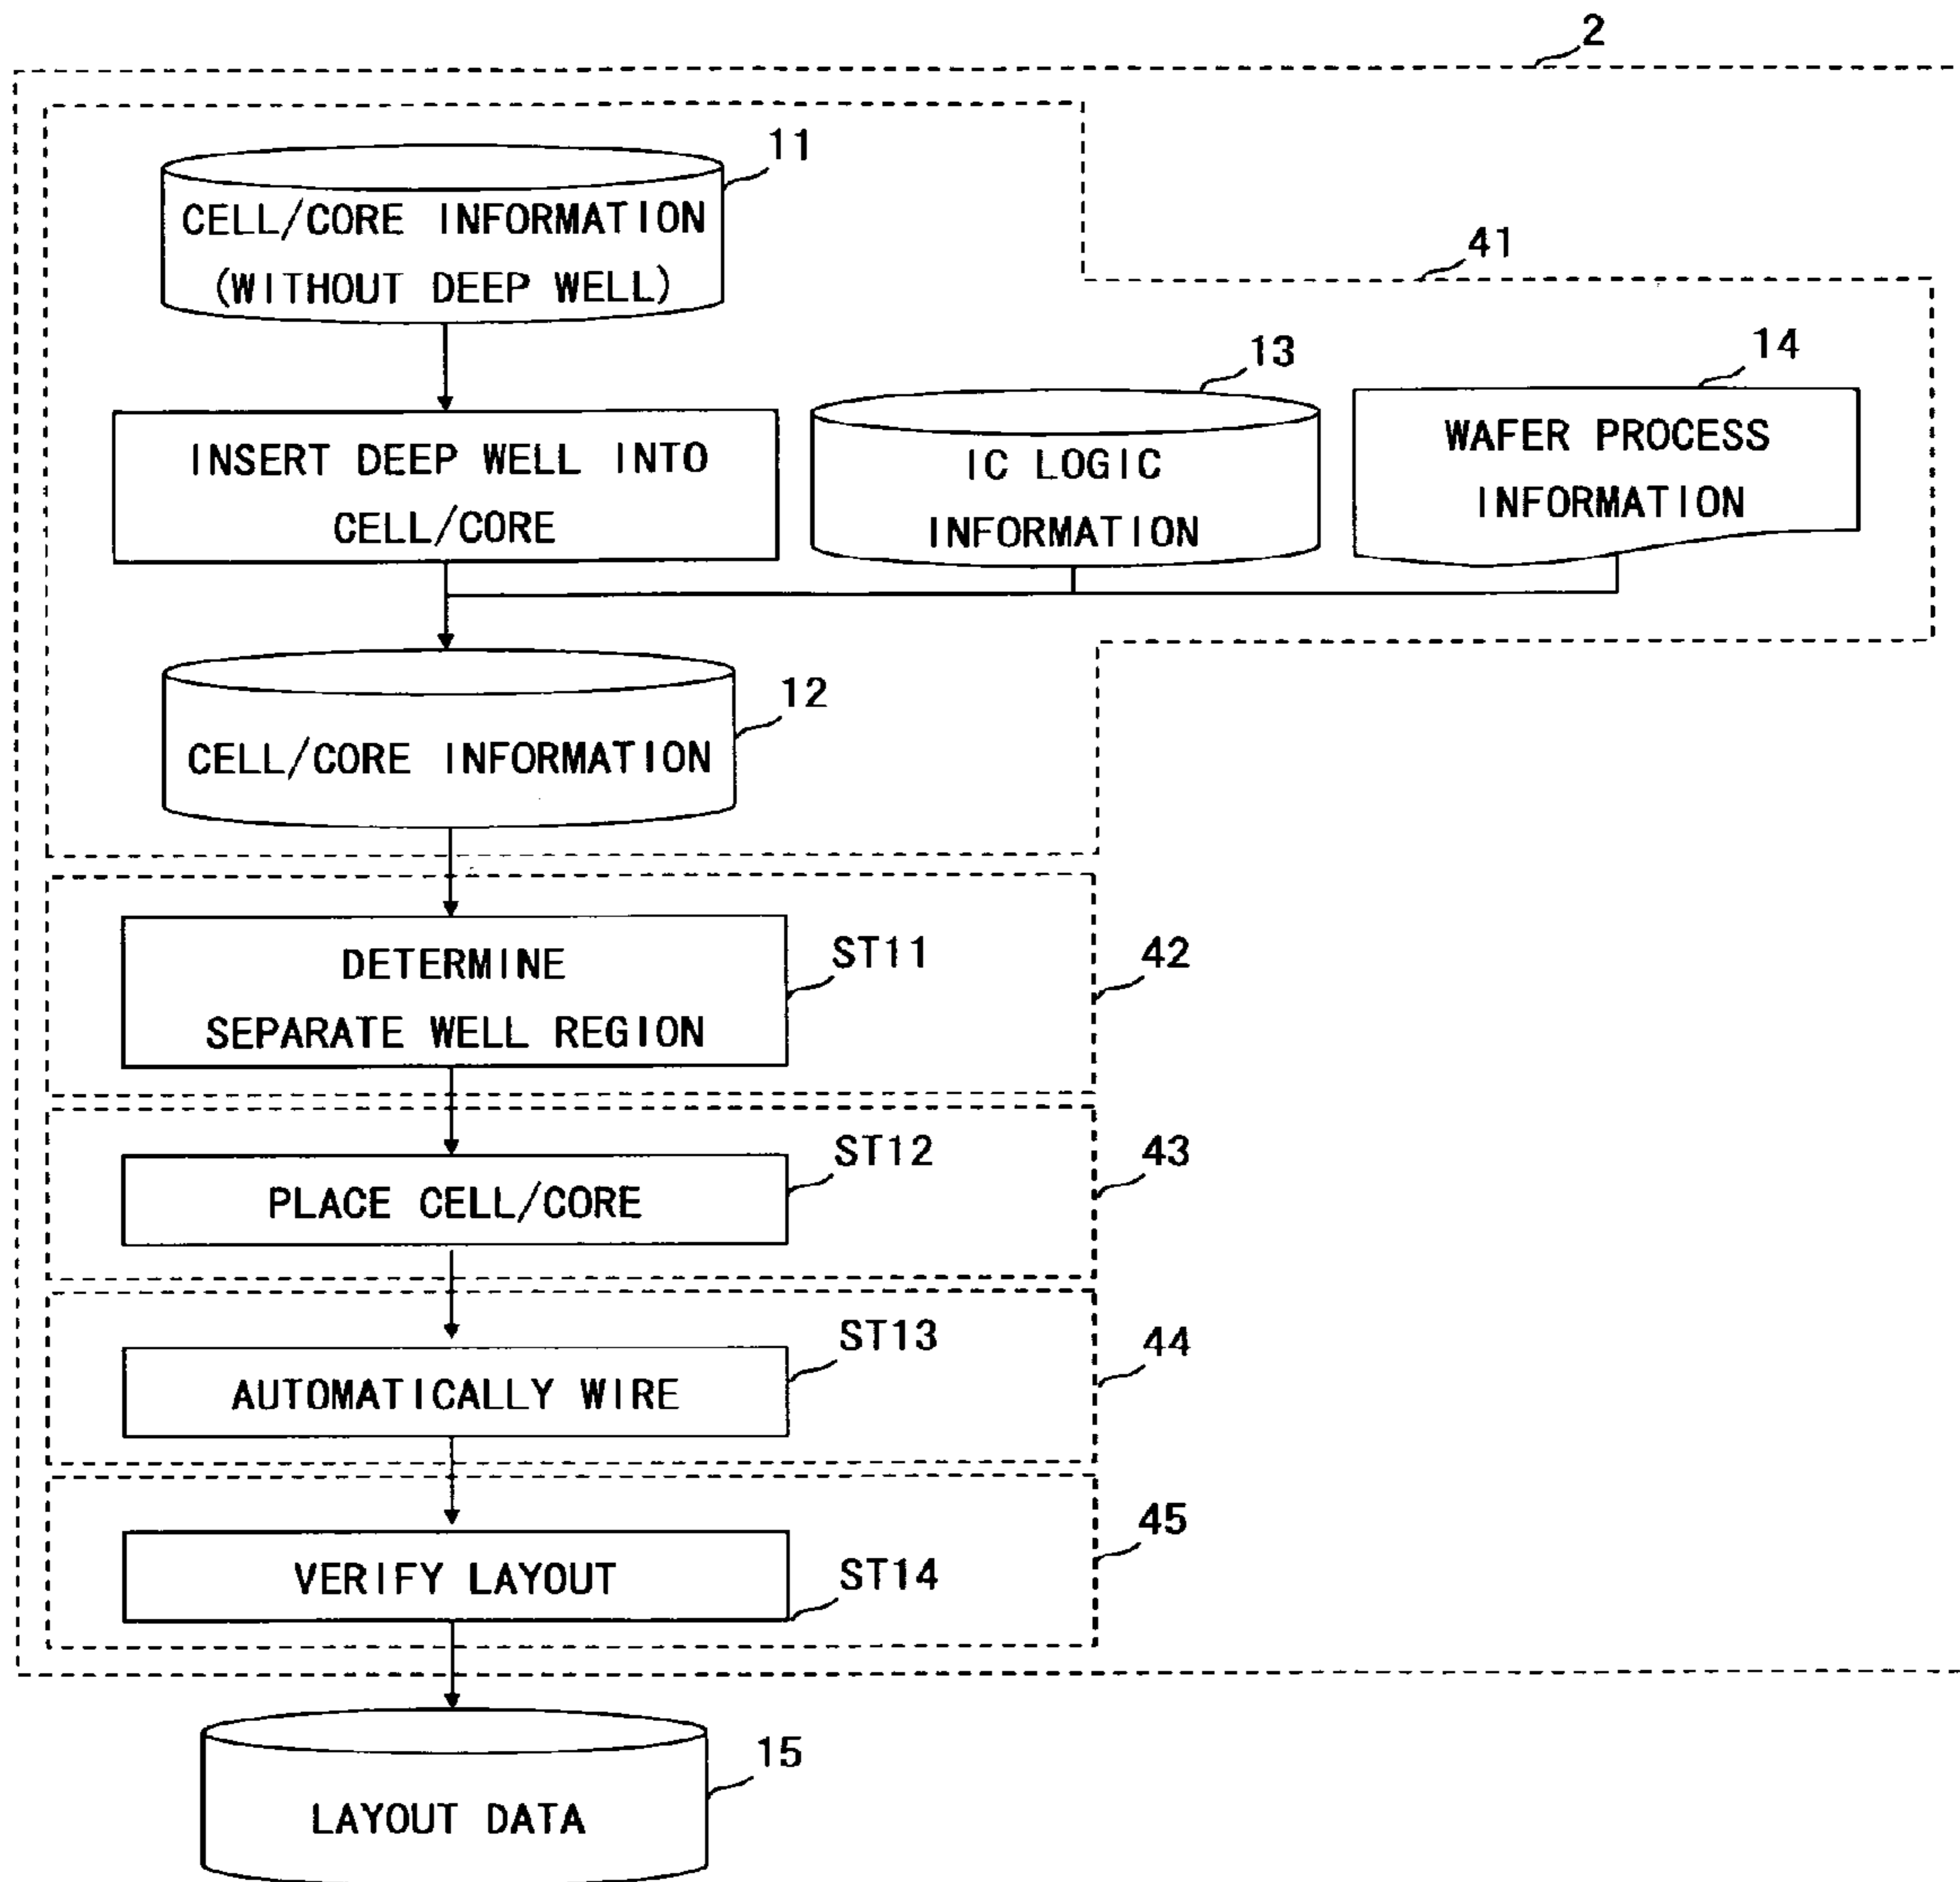 2
11
CELL/CORE INFORMATION
(WITHOUT DEEP WELL)
41
13
14
INSERT DEEP WELL INTO
CELL/CORE
IC LOGIC
INFORMATION
WAFER PROCESS
INFORMATION
12
CELL/CORE INFORMATION
ST11
42
DETERMINE
SEPARATE WELL REGION
ST12
43
PLACE CELL/CORE
ST13
44
AUTOMATICALLY WIRE
45
ST14
VERIFY LAYOUT
15
LAYOUT DATA